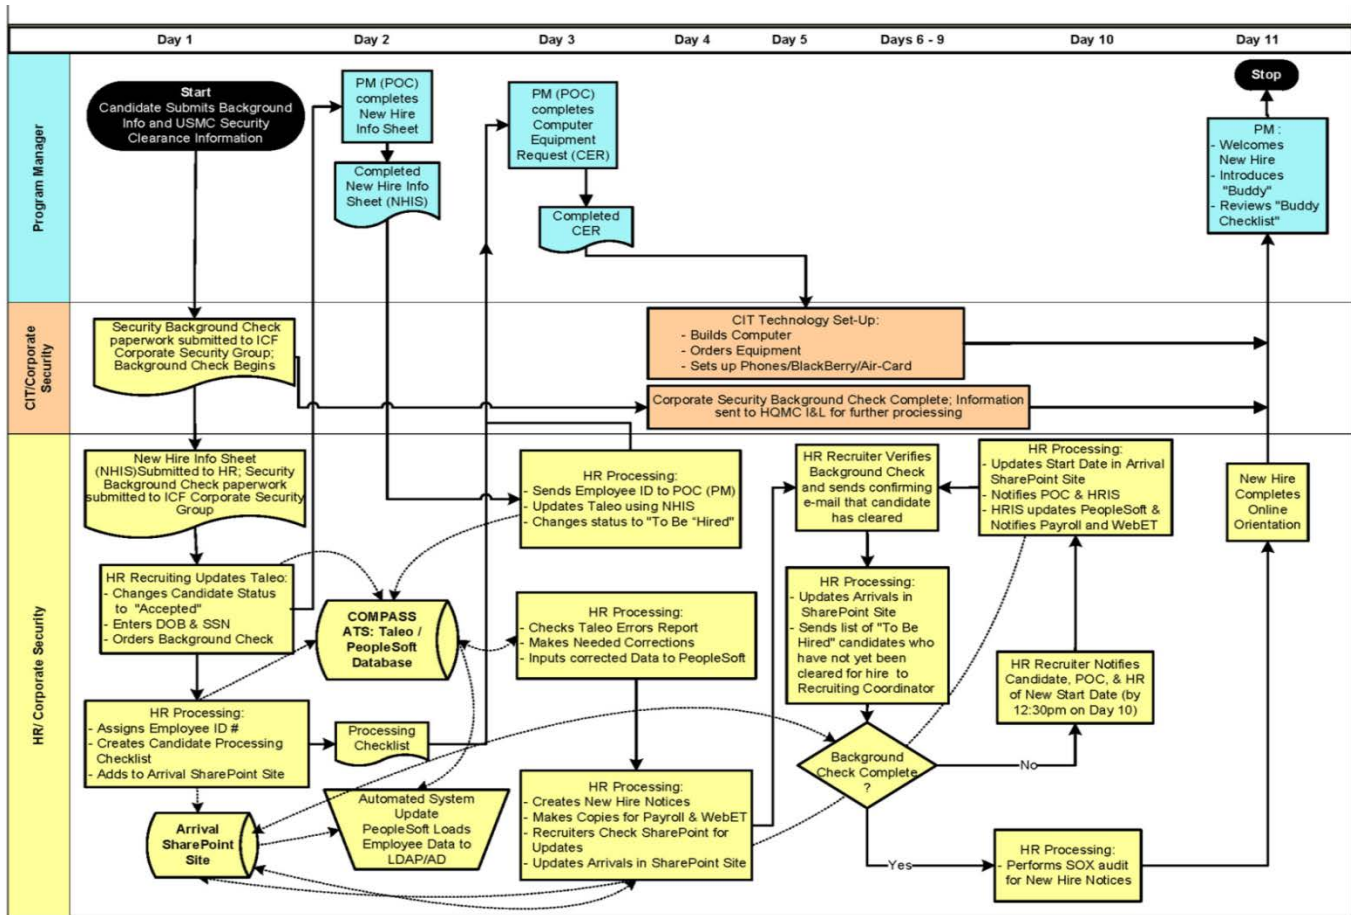 Day 1
Day 2
Day 3
Day 4
Day 5
Days 6 - 9
Day 10
Day 11
Program Manager
Start
Candidate Submits Background
Info and USMC Security
Clearance Information
PM (POC)
completes
New Hire
Info Sheet
Completed
New Hire Info
Sheet (NHIS)
PM (POC)
completes
Computer
Equipment
Request (CER)
Completed
CER
Stop
PM :
- Welcomes
New Hire
- Introduces
"Buddy"
- Reviews "Buddy
Checklist"
CIT/Corporate
Security
Security Background Check
paperwork submitted to ICF
Corporate Security Group;
Background Check Begins
CIT Technology Set-Up:
- Builds Computer
- Orders Equipment
- Sets up Phones/BlackBerry/Air-Card
Corporate Security Background Check Complete; Information
sent to HQMC I&L for further prociessing
HR/ Corporate Security
New Hire Info Sheet
(NHIS)Submitted to HR; Security
Background Check paperwork
submitted to ICF Corporate Security
Group
HR Recruiting Updates Taleo:
- Changes Candidate Status
to "Accepted"
- Enters DOB & SSN
- Orders Background Check
HR Processing:
- Assigns Employee ID #
- Creates Candidate Processing
Checklist
- Adds to Arrival SharePoint Site
Arrival
SharePoint
Site
COMPASS
ATS: Taleo /
PeopleSoft
Database
Processing
Checklist
Automated System
Update
PeopleSoft Loads
Employee Data to
LDAP/AD
HR Processing:
- Sends Employee ID to POC (PM)
- Updates Taleo using NHIS
- Changes status to "To Be “Hired"
HR Processing:
- Checks Taleo Errors Report
- Makes Needed Corrections
- Inputs corrected Data to PeopleSoft
HR Processing:
- Creates New Hire Notices
- Makes Copies for Payroll & WebET
- Recruiters Check SharePoint for
Updates
- Updates Arrivals in SharePoint Site
HR Recruiter Verifies
Background Check
and sends confirming
e-mail that candidate
has cleared
HR Processing:
- Updates Arrivals in
SharePoint Site
- Sends list of "To Be
Hired" candidates who
have not yet been
cleared for hire to
Recruiting Coordinator
Background
Check Complete
?
No
Yes
HR Processing:
- Updates Start Date in Arrival
SharePoint Site
- Notifies POC & HRIS
- HRIS updates PeopleSoft &
Notifies Payroll and WebET
HR Recruiter Notifies
Candidate, POC, & HR
of New Start Date (by
12:30pm on Day 10)
HR Processing:
- Performs SOX audit
for New Hire Notices
New Hire
Completes
Online
Orientation